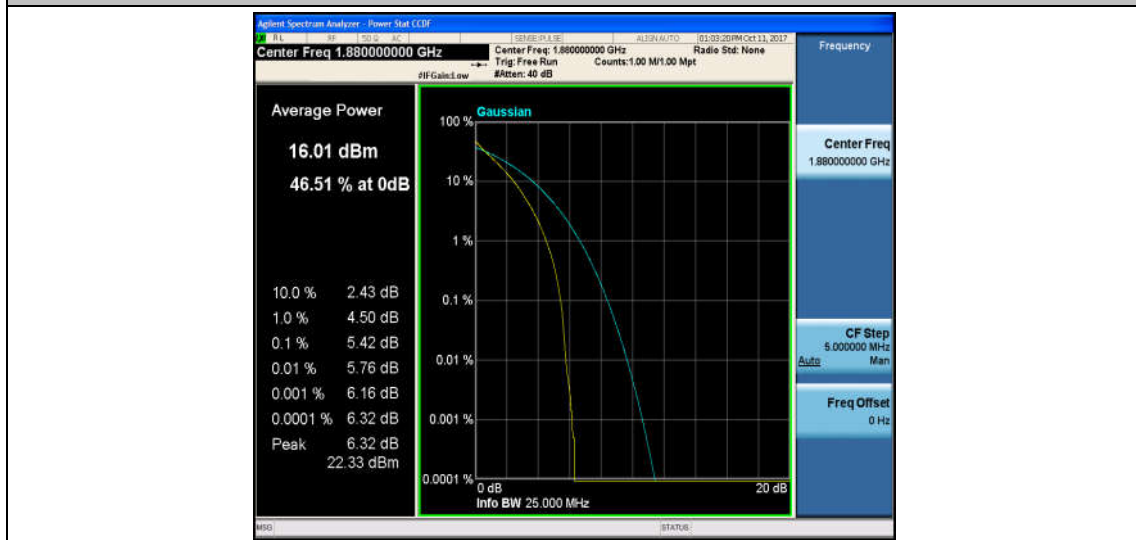 Agilent Spectrum Analyzer - Power Stat CCDF
RL RF 50 Ω AC SENSE:PULSE ALIGN AUTO 01:03:20 PM Oct 11, 2017
Center Freq 1.880000000 GHz
Center Freq: 1.880000000 GHz Radio Std: None
Trig: Free Run Counts:1.00 M/1.00 Mpt
#IFGain:Low #Atten: 40 dB
Average Power
16.01 dBm
46.51 % at 0dB
10.0 % 2.43 dB
1.0 % 4.50 dB
0.1 % 5.42 dB
0.01 % 5.76 dB
0.001 % 6.16 dB
0.0001 % 6.32 dB
Peak 6.32 dB
22.33 dBm
Gaussian
100 %
10 %
1 %
0.1 %
0.01 %
0.001 %
0.0001 %
0 dB 20 dB
Info BW 25.000 MHz
Frequency
Center Freq
1.880000000 GHz
CF Step
5.000000 MHz
Auto Man
Freq Offset
0 Hz
MSG STATUS